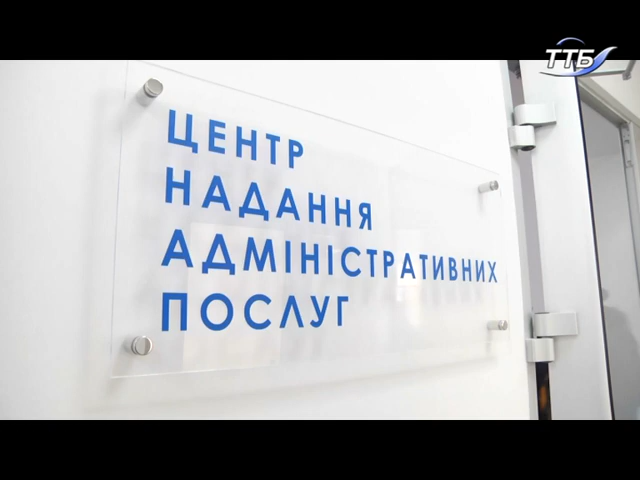 ТТБ
ЦЕНТР
НАДАННЯ
АДМІНІСТРАТИВНИХ
ПОСЛУГ